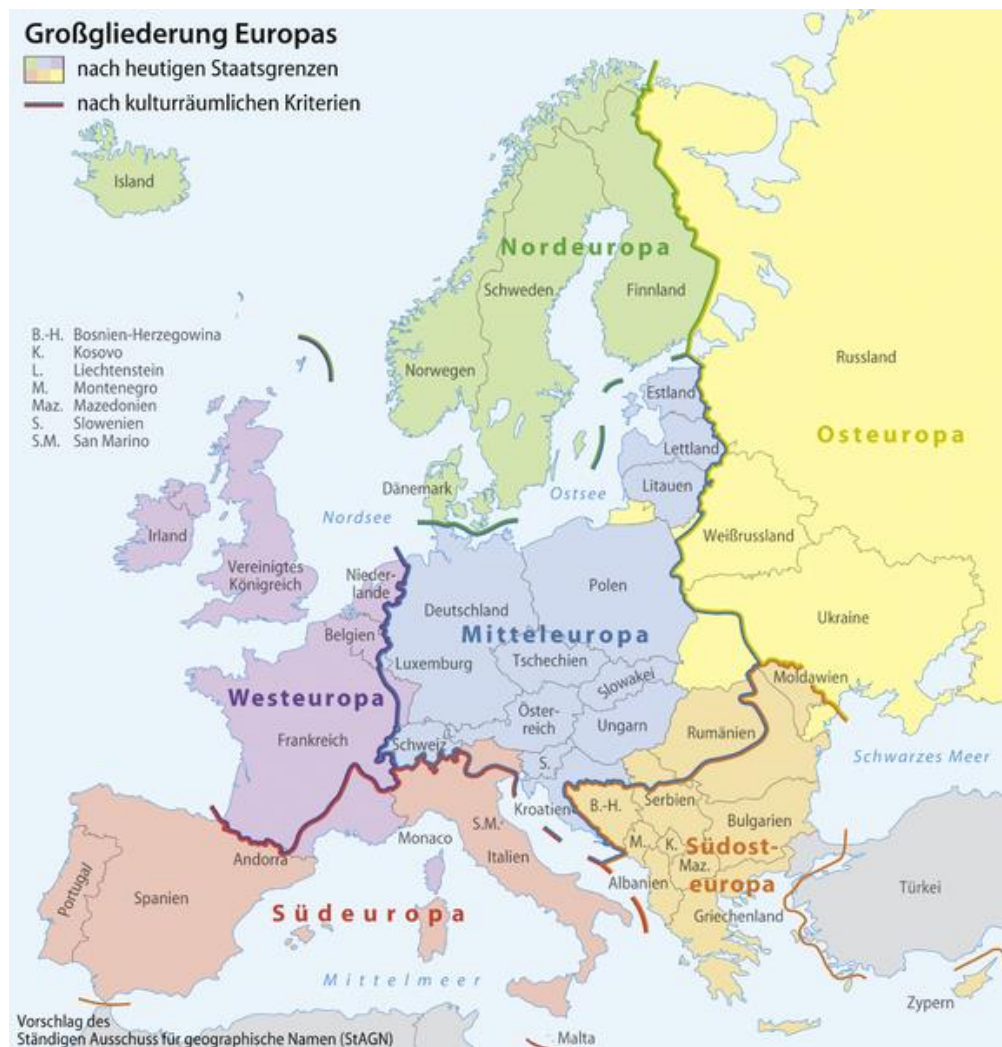 Großgliederung Europas
nach heutigen Staatsgrenzen
nach kulturräumlichen Kriterien
Island
Nordeuropa
Schweden
Finnland
B.-H. Bosnien-Herzegowina
K. Kosovo
L. Liechtenstein
M. Montenegro
Maz. Mazedonien
S. Slowenien
S.M. San Marino
Norwegen
Russland
Estland
Osteuropa
Lettland
Litauen
Dänemark
Ostsee
Nordsee
Irland
Weißrussland
Vereinigtes
Königreich
Nieder-
lande
Polen
Deutschland
Ukraine
Belgien
Mitteleuropa
Luxemburg
Tschechien
Slowakei
Moldawien
Westeuropa
Öster-
reich
Ungarn
Rumänien
Frankreich
Schweiz
Schwarzes Meer
S.
Kroatien
B.-H.
Serbien
Bulgarien
Monaco
S.M.
Italien
M.
K.
Maz.
Südost-
europa
Andorra
Portugal
Spanien
Albanien
Türkei
Südeuropa
Griechenland
Mittelmeer
Zypern
Malta
Vorschlag des
Ständigen Ausschuss für geographische Namen (StAGN)